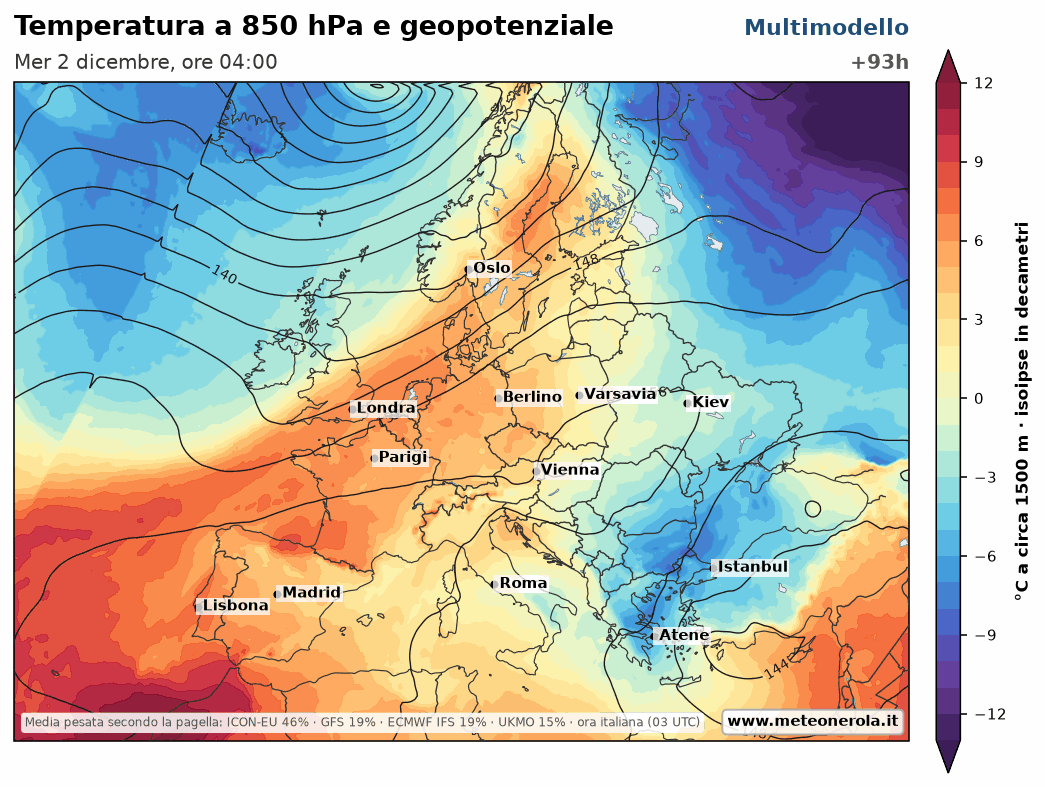 Temperatura a 850 hPa e geopotenziale
Multimodello
Mer 2 dicembre, ore 04:00
+93h
12
9
6
3
0
−3
−6
−9
−12
°C a circa 1500 m · isoipse in decametri
140
148
Oslo
Berlino
Varsavia
Kiev
Londra
Parigi
Vienna
Istanbul
Roma
Madrid
Lisbona
Atene
144
Media pesata secondo la pagella: ICON-EU 46% · GFS 19% · ECMWF IFS 19% · UKMO 15% · ora italiana (03 UTC)
www.meteonerola.it